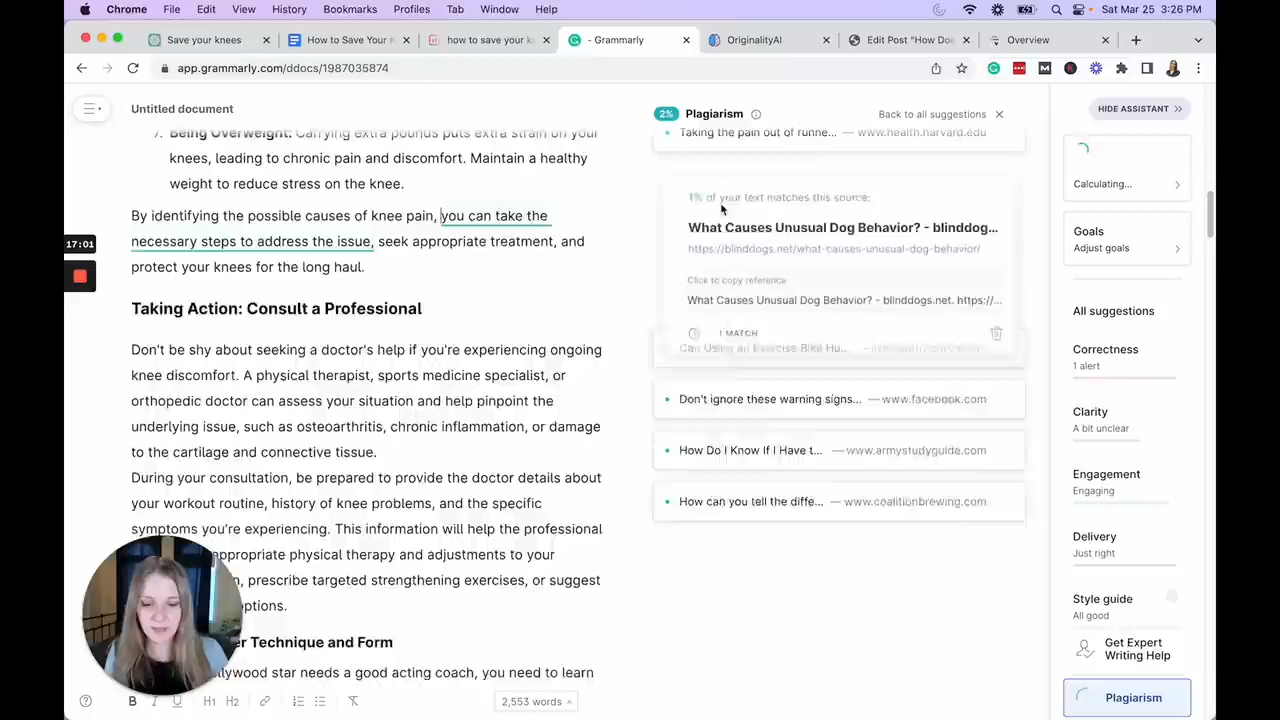 Chrome File Edit View History Bookmarks Profiles Tab Window Help Sat Mar 25 3:26 PM
Save your knees
How to Save Your K
how to save your k
- Grammarly
OriginalityAI
Edit Post "How Doe
Overview
app.grammarly.com/ddocs/1987035874
Untitled document
7. Being Overweight: Carrying extra pounds puts extra strain on your
knees, leading to chronic pain and discomfort. Maintain a healthy
weight to reduce stress on the knee.
By identifying the possible causes of knee pain, you can take the
necessary steps to address the issue, seek appropriate treatment, and
protect your knees for the long haul.
Taking Action: Consult a Professional
Don't be shy about seeking a doctor's help if you're experiencing ongoing
knee discomfort. A physical therapist, sports medicine specialist, or
orthopedic doctor can assess your situation and help pinpoint the
underlying issue, such as osteoarthritis, chronic inflammation, or damage
to the cartilage and connective tissue.
During your consultation, be prepared to provide the doctor details about
your workout routine, history of knee problems, and the specific
symptoms you're experiencing. This information will help the professional
appropriate physical therapy and adjustments to your
, prescribe targeted strengthening exercises, or suggest
options.
Technique and Form
star needs a good acting coach, you need to learn
17:01
B I U H1 H2
2,553 words
2% Plagiarism
Back to all suggestions
Taking the pain out of runne... — www.health.harvard.edu
1% of your text matches this source:
What Causes Unusual Dog Behavior? - blinddog...
https://blinddogs.net/what-causes-unusual-dog-behavior/
Click to copy reference
What Causes Unusual Dog Behavior? - blinddogs.net. https://...
1 MATCH
Can Using an Exercise Bike Hu...
Don't ignore these warning signs... — www.facebook.com
How Do I Know If I Have t... — www.armystudyguide.com
How can you tell the diffe... — www.coalitionbrewing.com
HIDE ASSISTANT
Calculating...
Goals
Adjust goals
All suggestions
Correctness
1 alert
Clarity
A bit unclear
Engagement
Engaging
Delivery
Just right
Style guide
All good
Get Expert
Writing Help
Plagiarism